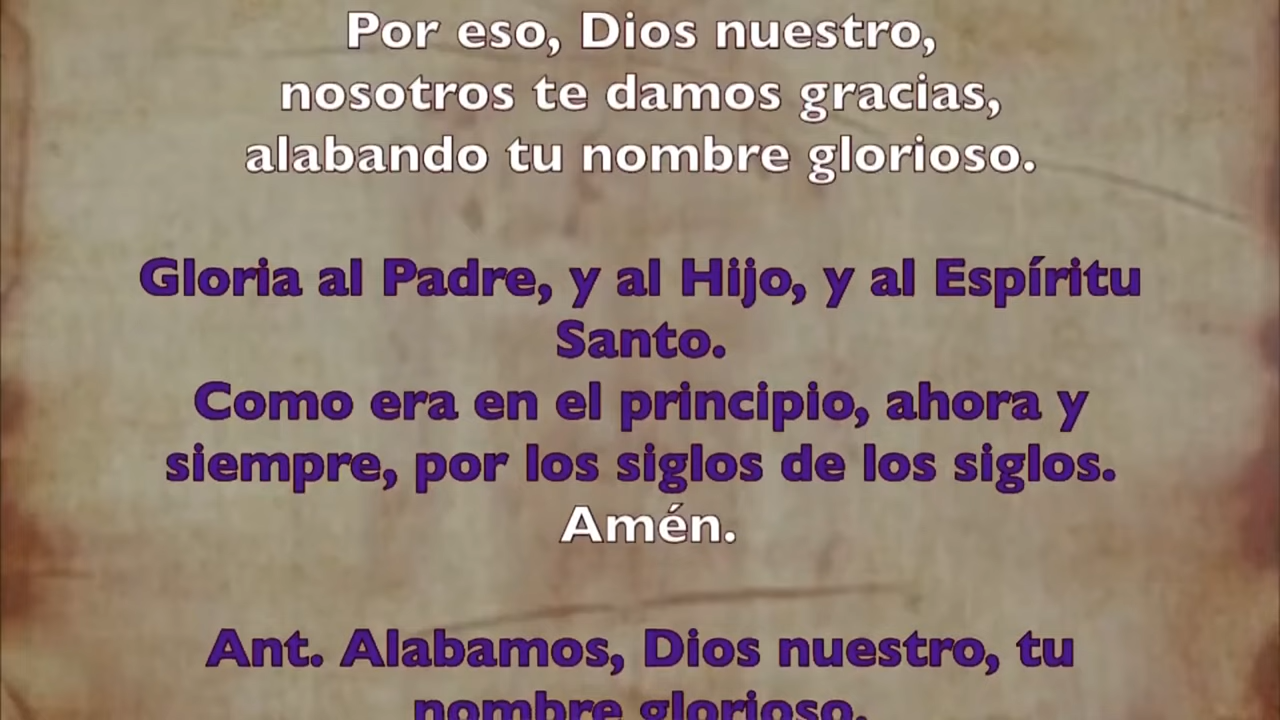 Por eso, Dios nuestro,
nosotros te damos gracias,
alabando tu nombre glorioso.
Gloria al Padre, y al Hijo, y al Espíritu
Santo.
Como era en el principio, ahora y
siempre, por los siglos de los siglos.
Amén.
Ant. Alabamos, Dios nuestro, tu
nombre glorioso.